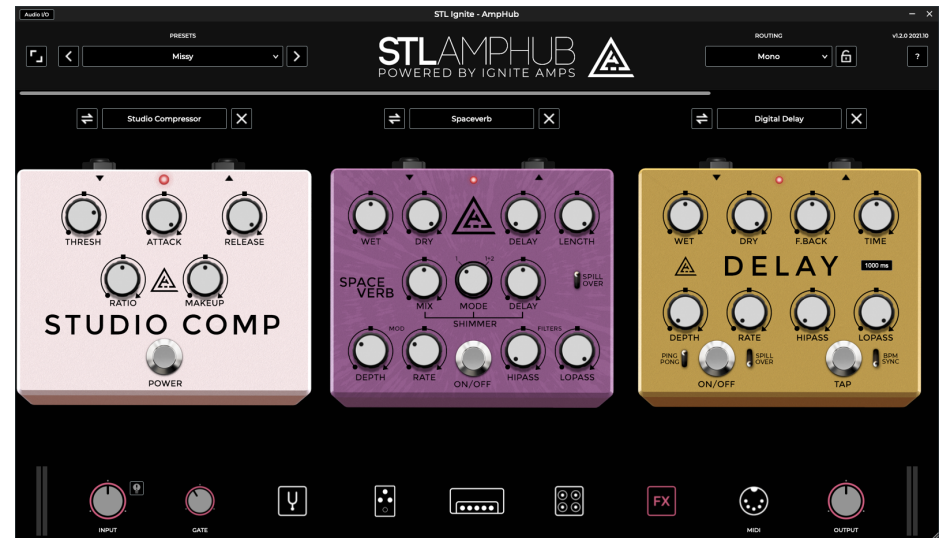 Audio I/O
STL Ignite - AmpHub
PRESETS
Missy
STL AMPHUB
POWERED BY IGNITE AMPS
ROUTING
Mono
v1.2.0 2021.10
?
Studio Compressor
Spaceverb
Digital Delay
THRESH ATTACK RELEASE
RATIO MAKEUP
STUDIO COMP
POWER
WET DRY DELAY LENGTH
SPACE
VERB
1 1+2
MIX MODE DELAY
SHIMMER
SPILL
OVER
MOD FILTERS
DEPTH RATE ON/OFF HIPASS LOPASS
WET DRY F.BACK TIME
DELAY
1000 ms
DEPTH RATE HIPASS LOPASS
PING
PONG
SPILL
OVER
BPM
SYNC
ON/OFF TAP
INPUT
GATE
FX
MIDI
OUTPUT